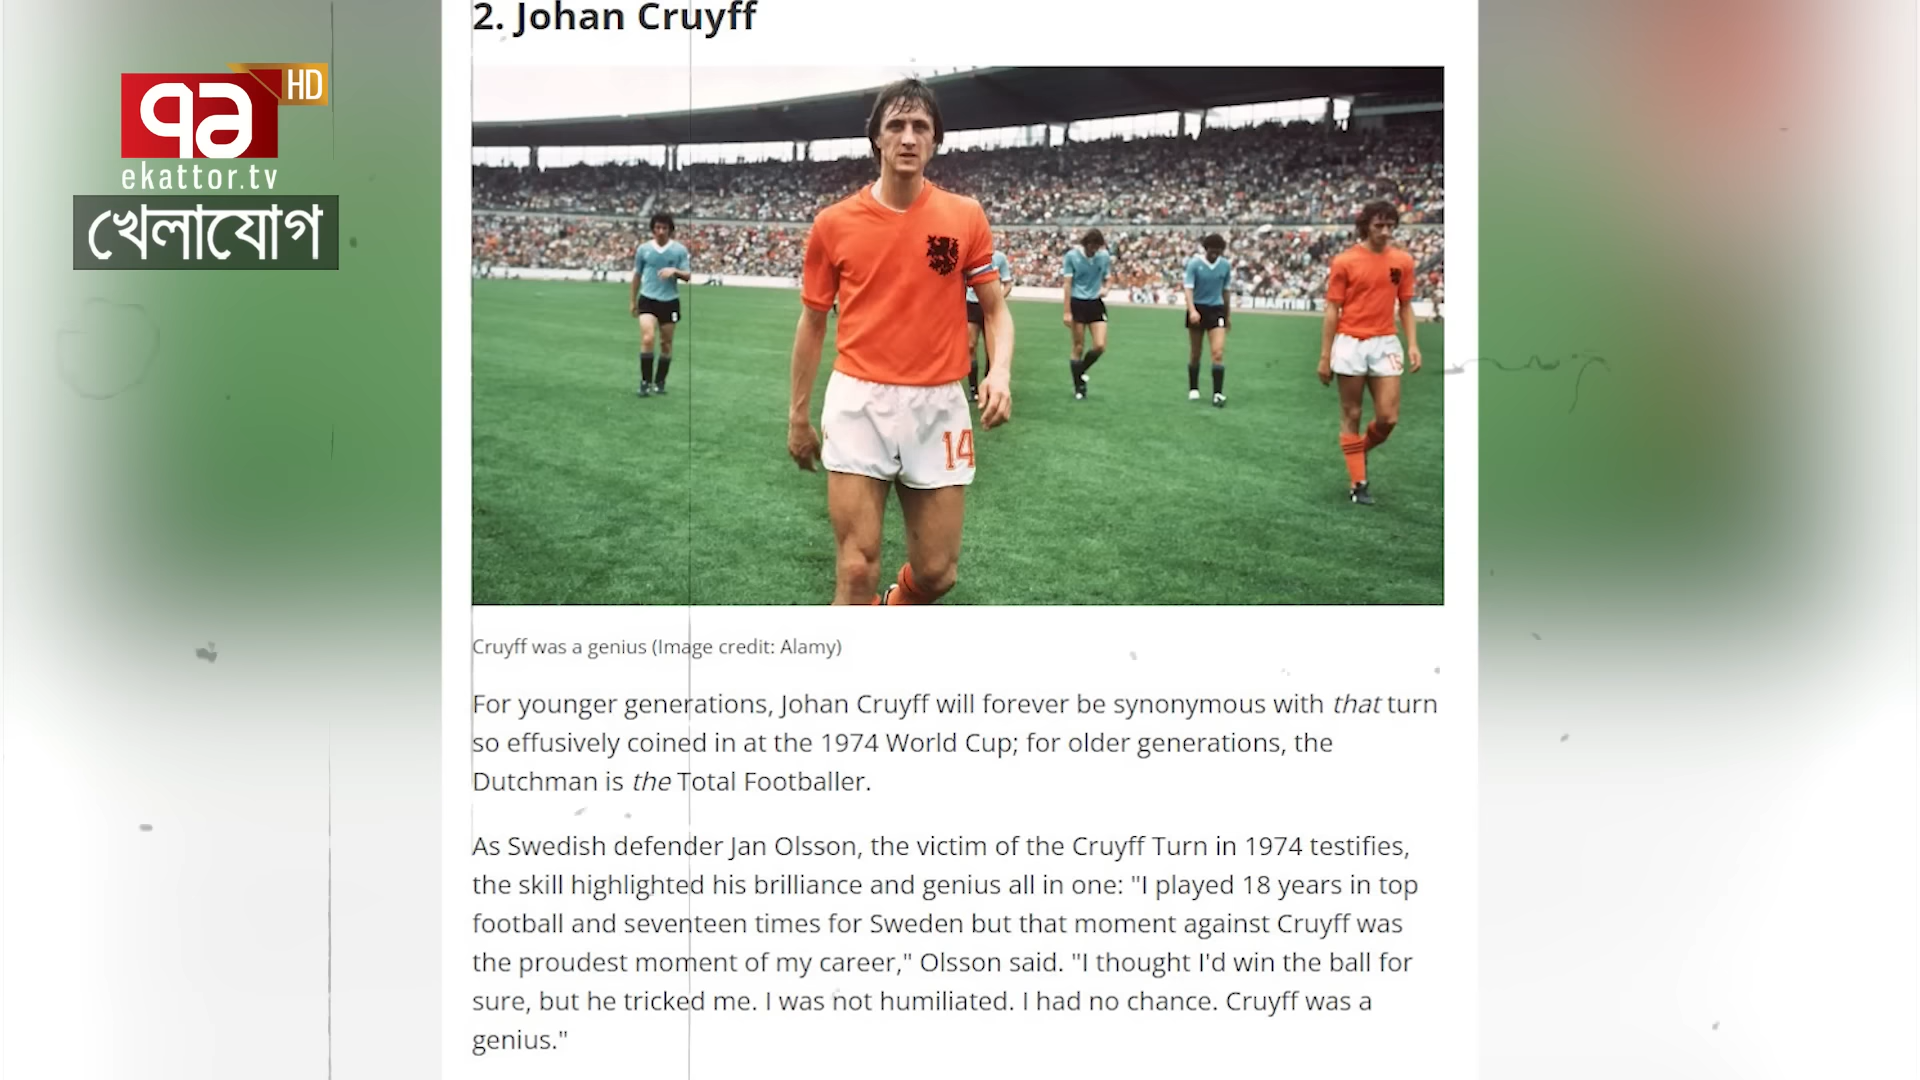 2. Johan Cruyff
HD
৭১
ekattor.tv
খেলাযোগ
MARTINI
14
15
Cruyff was a genius (Image credit: Alamy)
For younger generations, Johan Cruyff will forever be synonymous with that turn
so effusively coined in at the 1974 World Cup; for older generations, the
Dutchman is the Total Footballer.
As Swedish defender Jan Olsson, the victim of the Cruyff Turn in 1974 testifies,
the skill highlighted his brilliance and genius all in one: "I played 18 years in top
football and seventeen times for Sweden but that moment against Cruyff was
the proudest moment of my career," Olsson said. "I thought I'd win the ball for
sure, but he tricked me. I was not humiliated. I had no chance. Cruyff was a
genius."